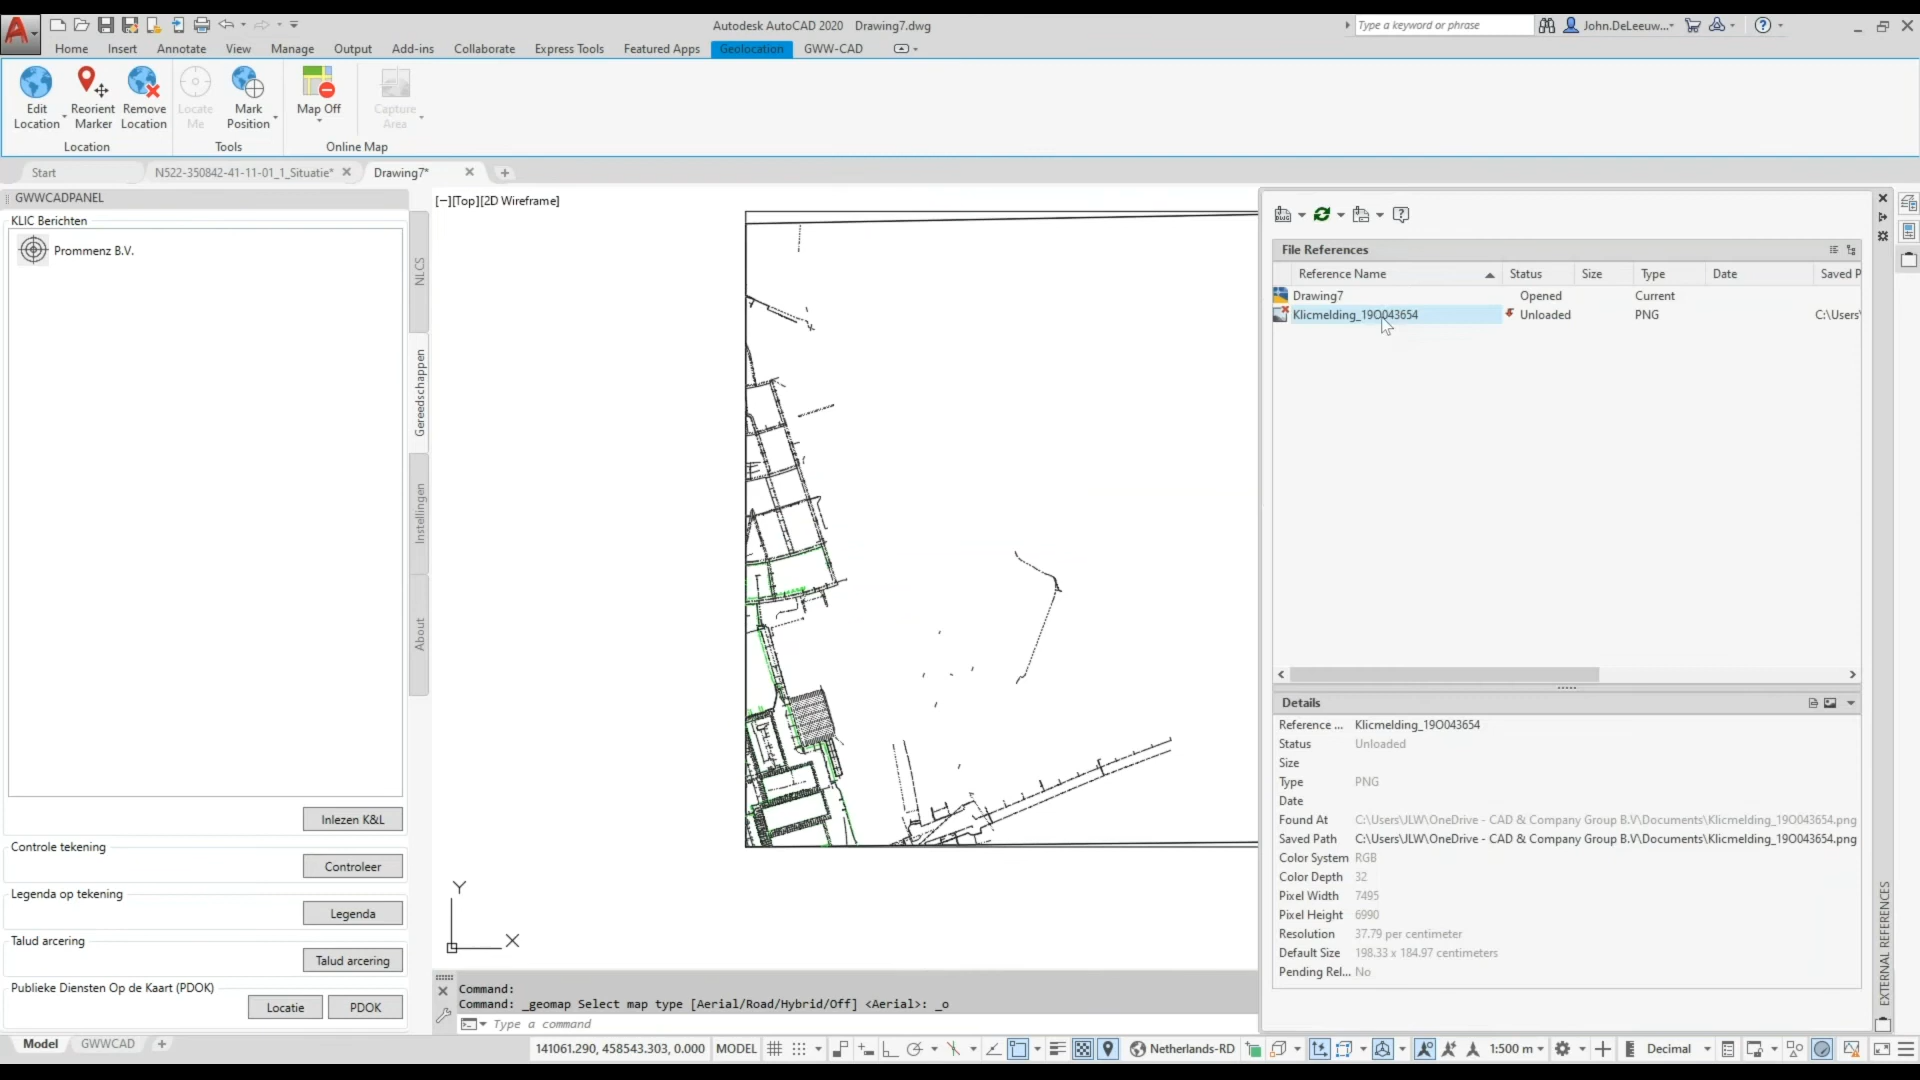 Autodesk AutoCAD 2020 Drawing7.dwg
Type a keyword or phrase
John.DeLeeuw...
Home Insert Annotate View Manage Output Add-ins Collaborate Express Tools Featured Apps Geolocation GWW-CAD
Edit Location
Reorient Marker
Remove Location
Locate Me
Mark Position
Map Off
Capture Area
Location Tools Online Map
Start N522-350842-41-11-01_1_Situatie* Drawing7*
GWWCADPANEL
KLIC Berichten
Prommenz B.V.
NLCS
Gereedschappen
Instellingen
About
Inlezen K&L
Controle tekening
Controleer
Legenda op tekening
Legenda
Talud arcering
Talud arcering
Publieke Diensten Op de Kaart (PDOK)
Locatie PDOK
[−][Top][2D Wireframe]
Y
X
File References
Reference Name Status Size Type Date Saved P
Drawing7 Opened Current
Klicmelding_19O043654 Unloaded PNG C:\Users\
Details
Reference ... Klicmelding_19O043654
Status Unloaded
Size
Type PNG
Date
Found At C:\Users\JLW\OneDrive - CAD & Company Group B.V\Documents\Klicmelding_19O043654.png
Saved Path C:\Users\JLW\OneDrive - CAD & Company Group B.V\Documents\Klicmelding_19O043654.png
Color System RGB
Color Depth 32
Pixel Width 7495
Pixel Height 6990
Resolution 37.79 per centimeter
Default Size 198.33 x 184.97 centimeters
Pending Rel... No
EXTERNAL REFERENCES
Command:
Command: _geomap Select map type [Aerial/Road/Hybrid/Off] <Aerial>: _o
Type a command
Model GWWCAD
141061.290, 458543.303, 0.000 MODEL Netherlands-RD 1:500 m Decimal